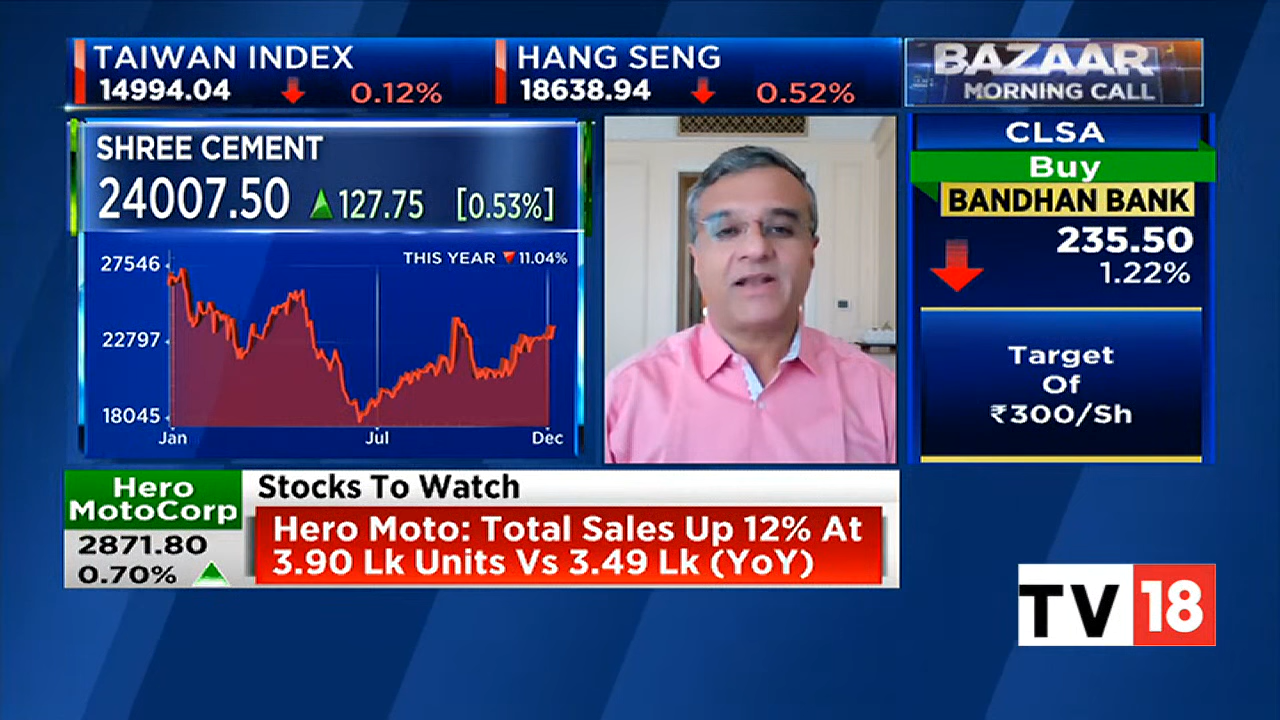 TAIWAN INDEX
14994.04 0.12%
HANG SENG
18638.94 0.52%
BAZAAR
MORNING CALL
SHREE CEMENT
24007.50 127.75 [0.53%]
THIS YEAR 11.04%
27546
22797
18045
Jan Jul Dec
CLSA
Buy
BANDHAN BANK
235.50
1.22%
Target
Of
₹300/Sh
Hero
MotoCorp
2871.80
0.70%
Stocks To Watch
Hero Moto: Total Sales Up 12% At
3.90 Lk Units Vs 3.49 Lk (YoY)
TV18